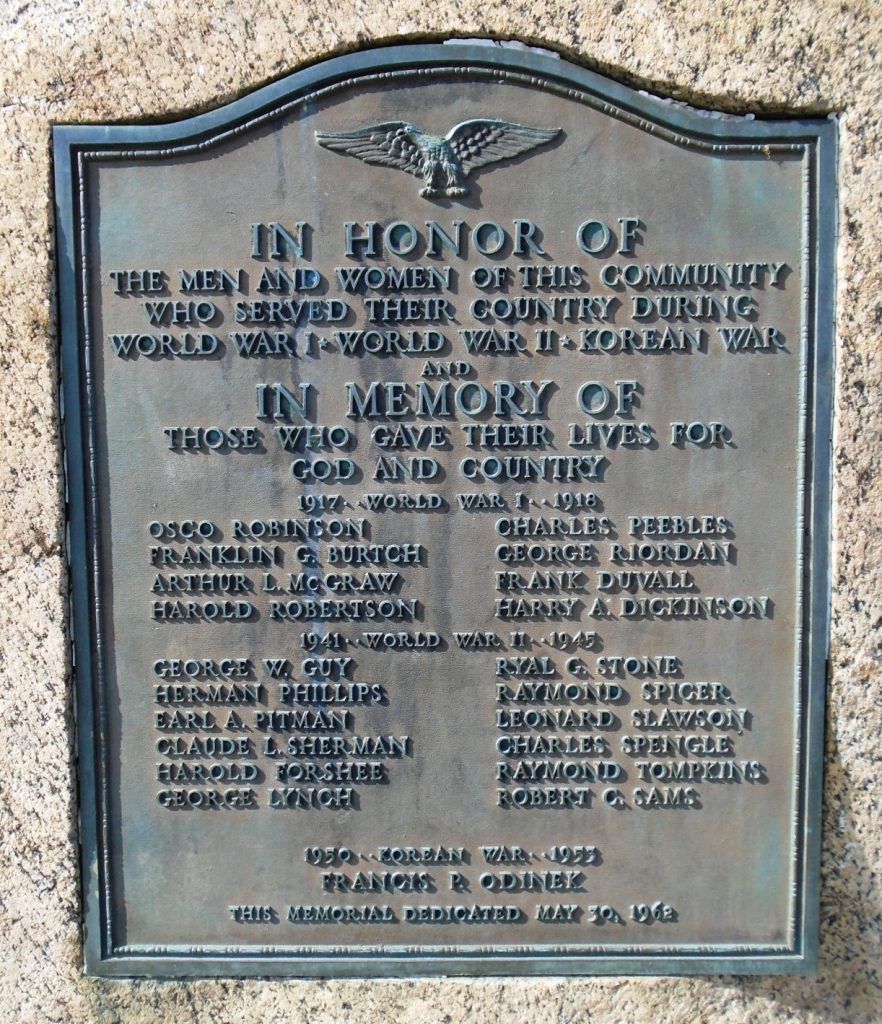 IN HONOR OF
THE MEN AND WOMEN OF THIS COMMUNITY
WHO SERVED THEIR COUNTRY DURING
WORLD WAR I ★ WORLD WAR II ★ KOREAN WAR
AND
IN MEMORY OF
THOSE WHO GAVE THEIR LIVES FOR
GOD AND COUNTRY
1917 .. WORLD WAR I .. 1918
OSCO ROBINSON CHARLES PEEBLES
FRANKLIN G. BURTCH GEORGE RIORDAN
ARTHUR L. McGRAW FRANK DUVALL
HAROLD ROBERTSON HARRY A. DICKINSON
1941 .. WORLD WAR II .. 1945
GEORGE W. GUY RYAL G. STONE
HERMAN PHILLIPS RAYMOND SPICER
EARL A. PITMAN LEONARD SLAWSON
CLAUDE L. SHERMAN CHARLES SPENGLE
HAROLD FORSHEE RAYMOND TOMPKINS
GEORGE LYNCH ROBERT C. SAMS
1950 .. KOREAN WAR .. 1953
FRANCIS P. ODINEK
THIS MEMORIAL DEDICATED MAY 30, 1962